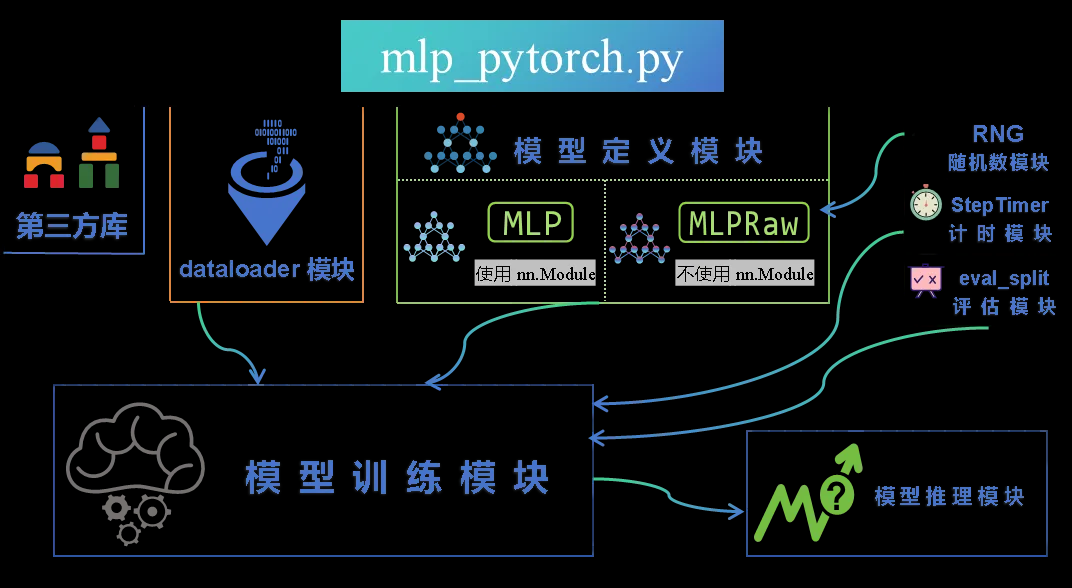 mlp_pytorch.py
第三方库
dataloader 模块
模 型 定 义 模 块
MLP
使用 nn.Module
MLPRaw
不使用 nn.Module
RNG
随机数模块
StepTimer
计 时 模 块
eval_split
评 估 模 块
模 型 训 练 模 块
模型推理模块